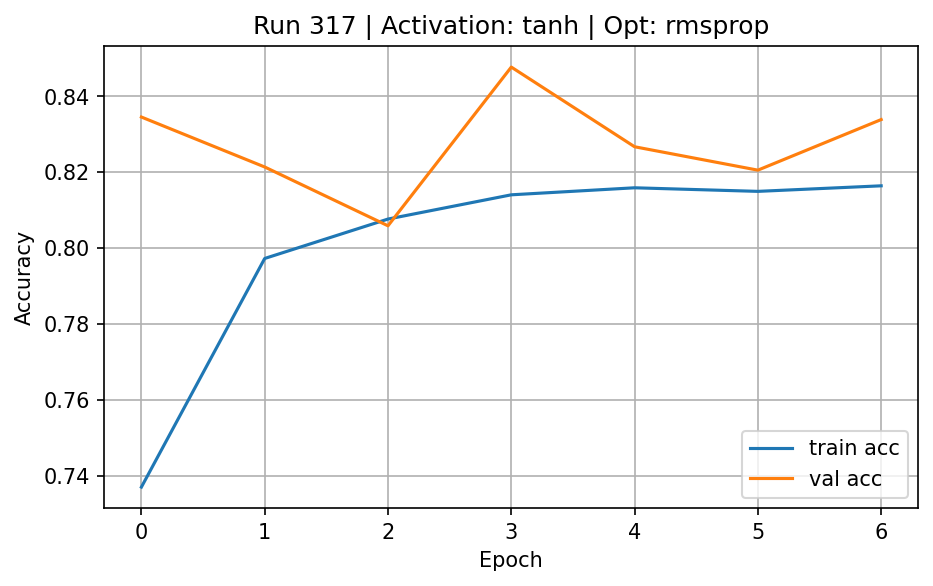 Run 317 | Activation: tanh | Opt: rmsprop
Accuracy
0.84
0.82
0.80
0.78
0.76
0.74
train acc
val acc
0 1 2 3 4 5 6
Epoch